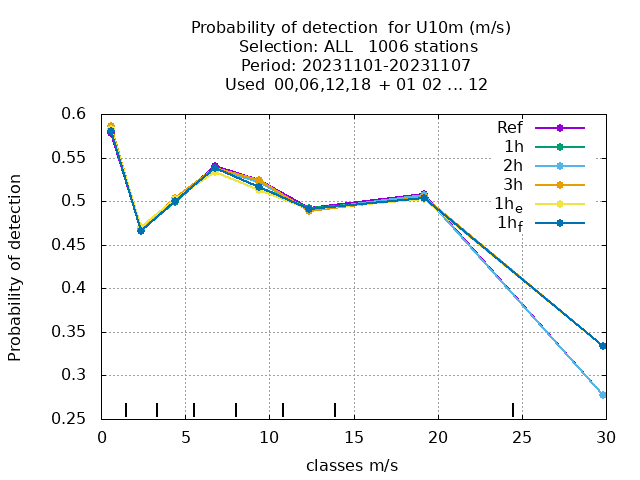 Probability of detection  for U10m (m/s)
Selection: ALL   1006 stations
Period: 20231101-20231107
Used  00,06,12,18 + 01 02 ... 12
Probability of detection
0.6
0.55
0.5
0.45
0.4
0.35
0.3
0.25
Ref
1h
2h
3h
1he
1hf
0 5 10 15 20 25 30
classes m/s